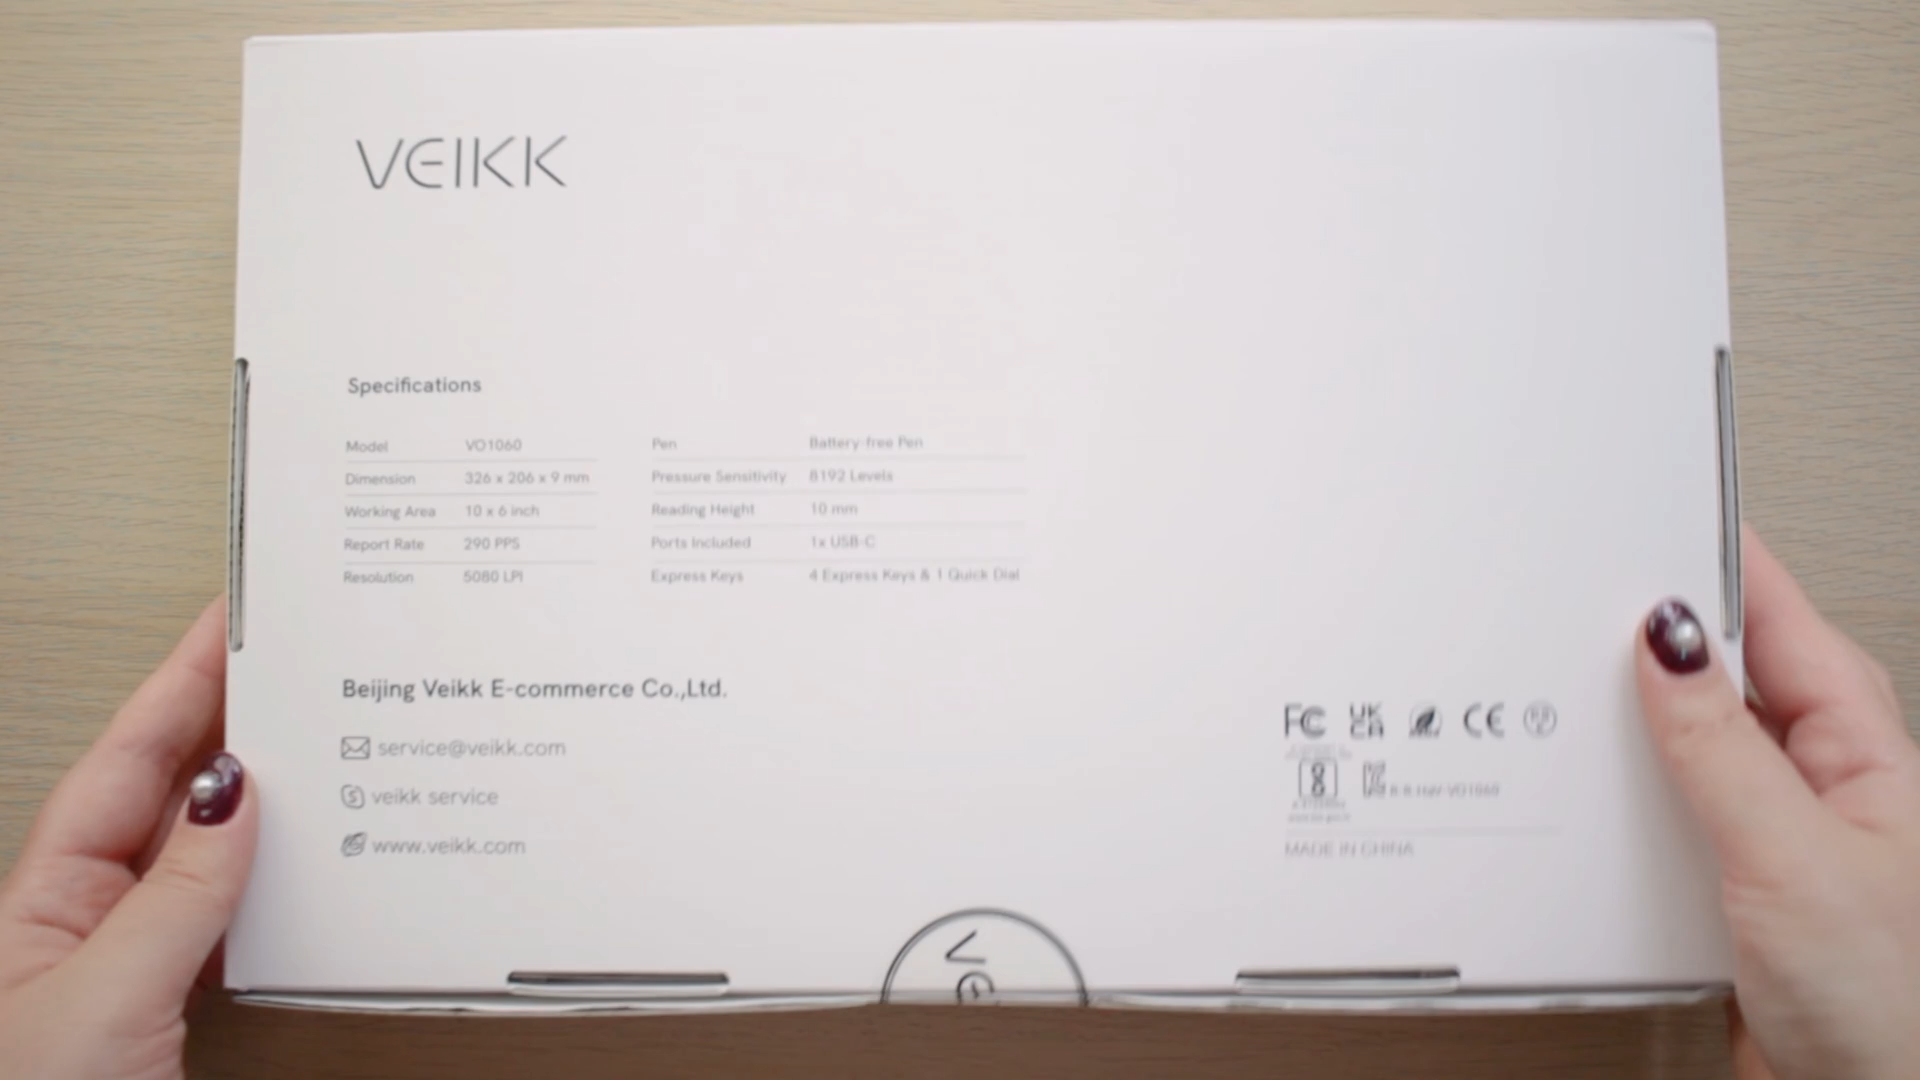 VEIKK
Specifications
Model VO1060
Dimension 326 x 206 x 9 mm
Working Area 10 x 6 inch
Report Rate 290 PPS
Resolution 5080 LPI
Pen Battery-free Pen
Pressure Sensitivity 8192 Levels
Reading Height 10 mm
Ports Included 1x USB-C
Express Keys 4 Express Keys & 1 Quick Dial
Beijing Veikk E-commerce Co.,Ltd.
service@veikk.com
veikk service
www.veikk.com
FC UK CA CE
VO1060
MADE IN CHINA
VE